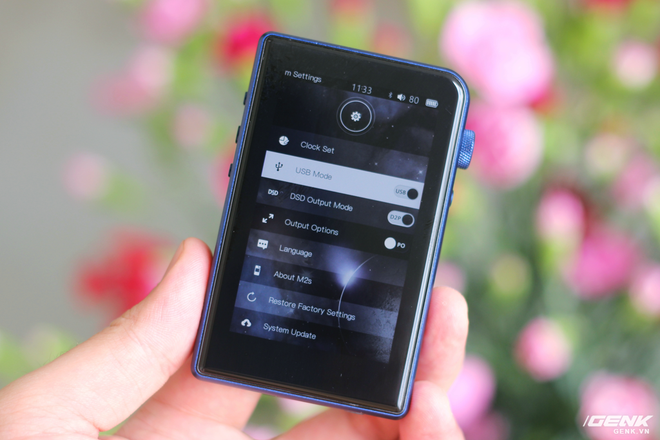 m Settings
11:33 80
Clock Set
USB Mode USB
DSD DSD Output Mode D2P
Output Options PO
Language
About M2s
Restore Factory Settings
System Update
GENK
GENK.VN